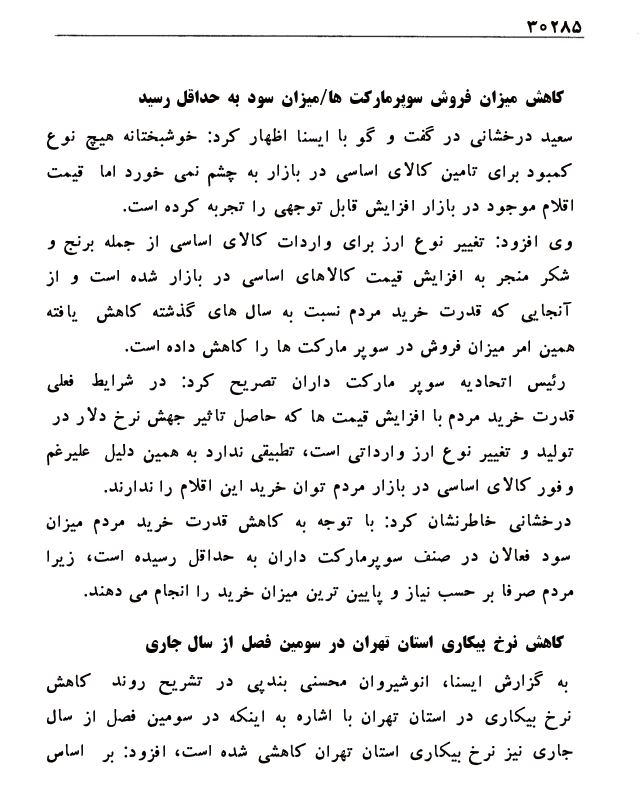 ۳۰۲۸۵
کاهش میزان فروش سوپرمارکت ها/میزان سود به حداقل رسید
سعید درخشانی در گفت و گو با ایسنا اظهار کرد: خوشبختانه هیچ نوع
کمبود برای تامین کالای اساسی در بازار به چشم نمی خورد اما قیمت
اقلام موجود در بازار افزایش قابل توجهی را تجربه کرده است.
وی افزود: تغییر نوع ارز برای واردات کالای اساسی از جمله برنج و
شکر منجر به افزایش قیمت کالاهای اساسی در بازار شده است و از
آنجایی که قدرت خرید مردم نسبت به سال های گذشته کاهش یافته
همین امر میزان فروش در سوپر مارکت ها را کاهش داده است.
رئیس اتحادیه سوپر مارکت داران تصریح کرد: در شرایط فعلی
قدرت خرید مردم با افزایش قیمت ها که حاصل تاثیر جهش نرخ دلار در
تولید و تغییر نوع ارز وارداتی است، تطبیقی ندارد به همین دلیل علیرغم
وفور کالای اساسی در بازار مردم توان خرید این اقلام را ندارند.
درخشانی خاطرنشان کرد: با توجه به کاهش قدرت خرید مردم میزان
سود فعالان در صنف سوپرمارکت داران به حداقل رسیده است، زیرا
مردم صرفا بر حسب نیاز و پایین ترین میزان خرید را انجام می دهند.
کاهش نرخ بیکاری استان تهران در سومین فصل از سال جاری
به گزارش ایسنا، انوشیروان محسنی بندپی در تشریح روند کاهش
نرخ بیکاری در استان تهران با اشاره به اینکه در سومین فصل از سال
جاری نیز نرخ بیکاری استان تهران کاهشی شده است، افزود: بر اساس